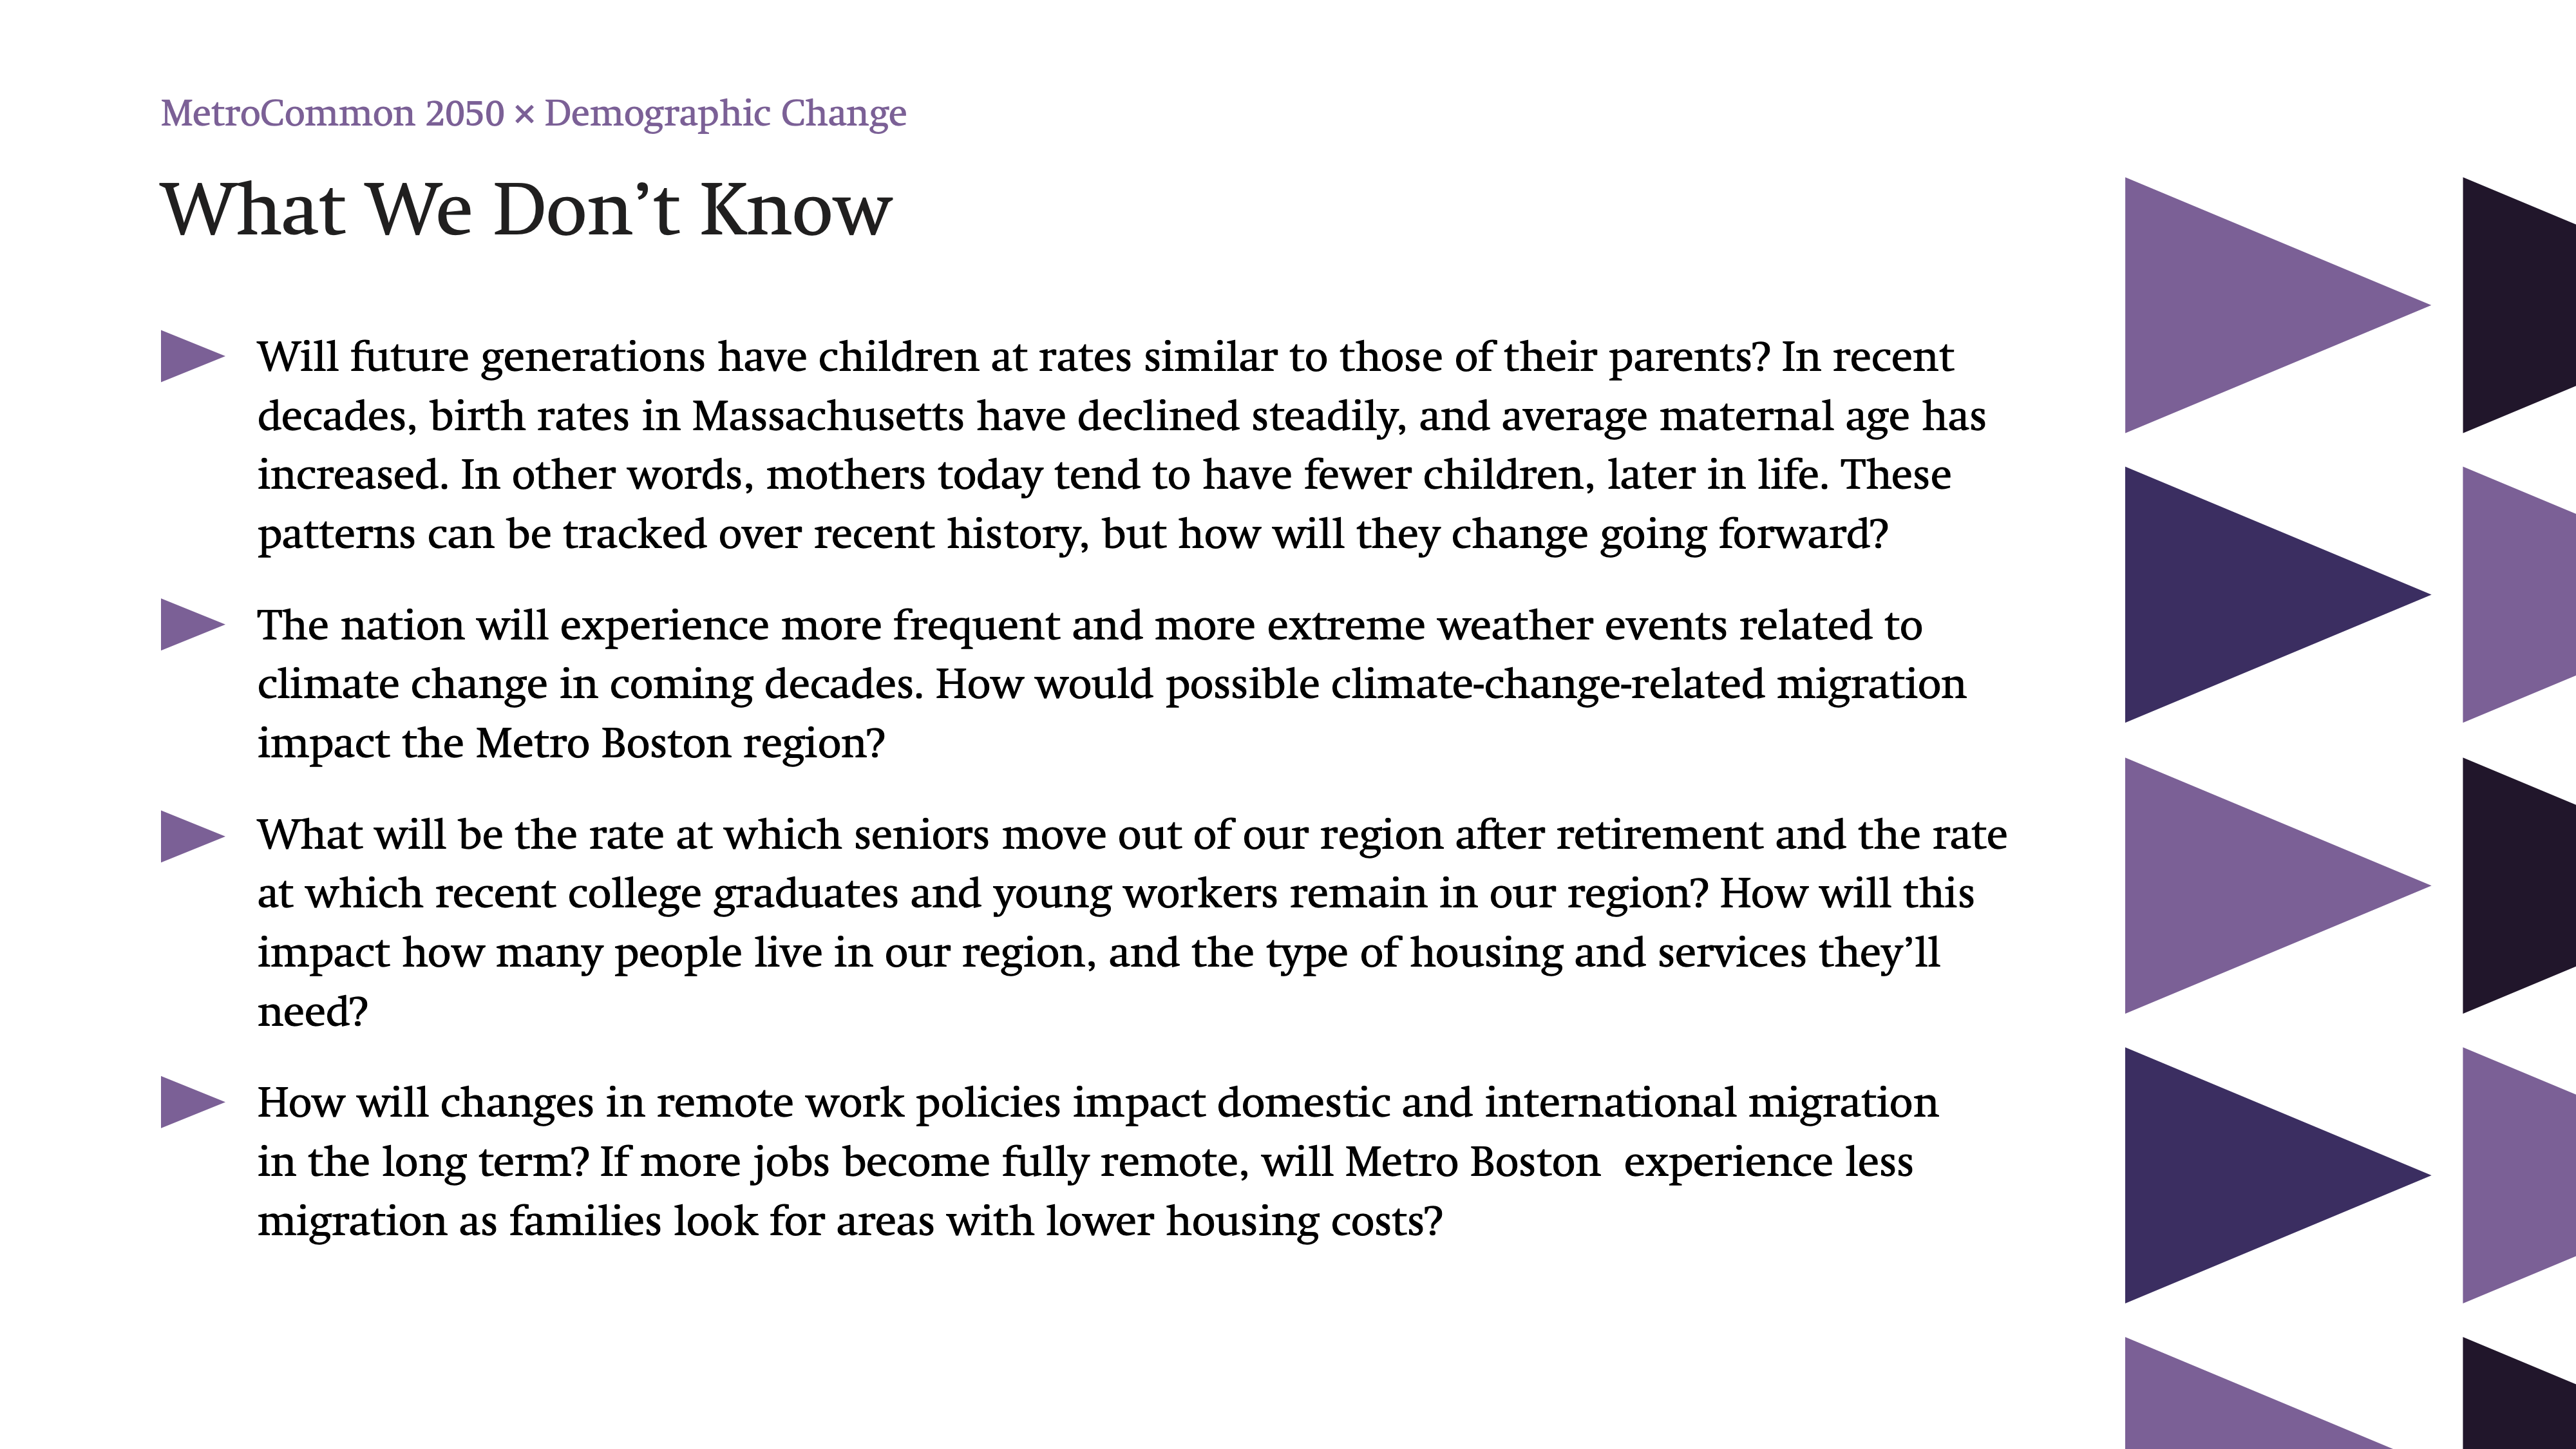 MetroCommon 2050 × Demographic Change
What We Don’t Know
Will future generations have children at rates similar to those of their parents? In recent
decades, birth rates in Massachusetts have declined steadily, and average maternal age has
increased. In other words, mothers today tend to have fewer children, later in life. These
patterns can be tracked over recent history, but how will they change going forward?
The nation will experience more frequent and more extreme weather events related to
climate change in coming decades. How would possible climate-change-related migration
impact the Metro Boston region?
What will be the rate at which seniors move out of our region after retirement and the rate
at which recent college graduates and young workers remain in our region? How will this
impact how many people live in our region, and the type of housing and services they’ll
need?
How will changes in remote work policies impact domestic and international migration
in the long term? If more jobs become fully remote, will Metro Boston  experience less
migration as families look for areas with lower housing costs?